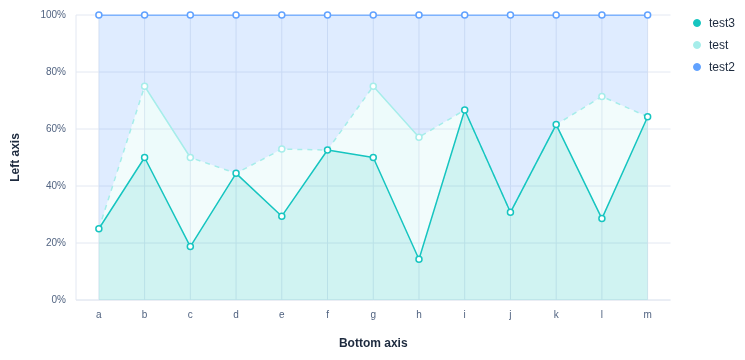 100%
80%
60%
40%
20%
0%
Left axis
a b c d e f g h i j k l m
Bottom axis
test3
test
test2